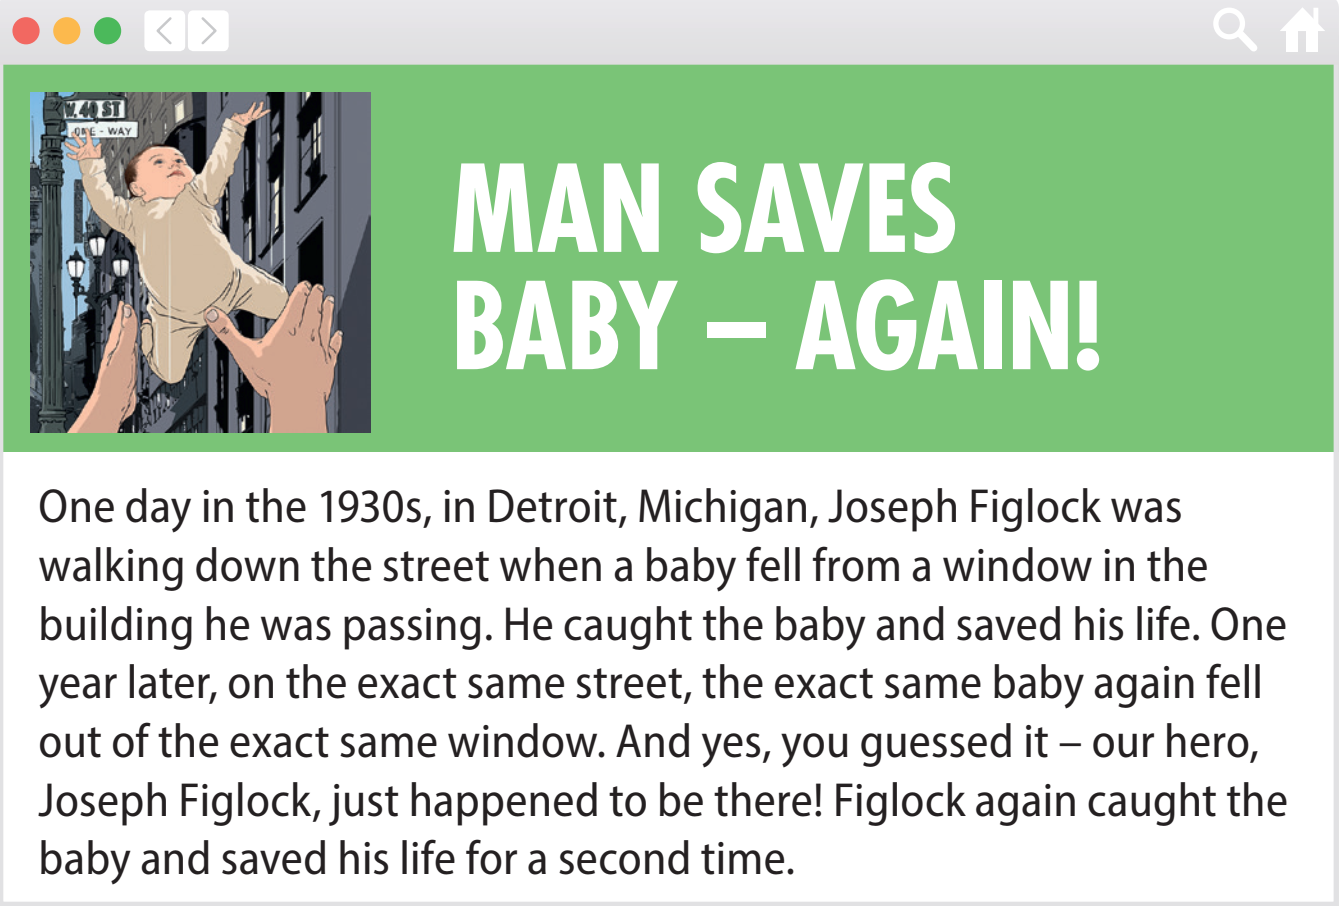 W. 40 ST
ONE - WAY
MAN SAVES
BABY – AGAIN!
One day in the 1930s, in Detroit, Michigan, Joseph Figlock was
walking down the street when a baby fell from a window in the
building he was passing. He caught the baby and saved his life. One
year later, on the exact same street, the exact same baby again fell
out of the exact same window. And yes, you guessed it – our hero,
Joseph Figlock, just happened to be there! Figlock again caught the
baby and saved his life for a second time.